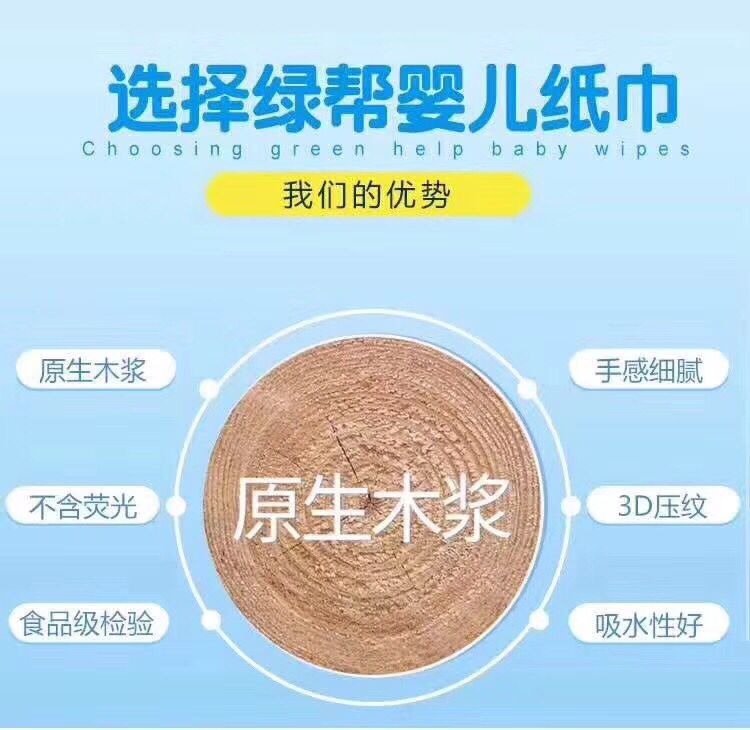 选择绿帮婴儿纸巾
Choosing green help baby wipes
我们的优势
原生木浆
手感细腻
原生木浆
不含荧光
3D压纹
食品级检验
吸水性好